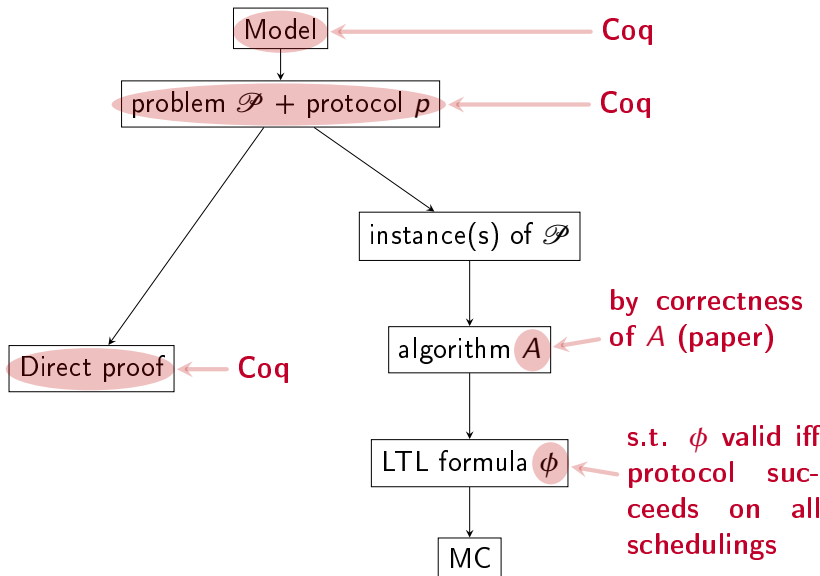 Model
Coq
problem 𝒫 + protocol p
Coq
instance(s) of 𝒫
by correctness
of A (paper)
algorithm A
Direct proof
Coq
s.t. ϕ valid iff
protocol suc-
ceeds on all
schedulings
LTL formula ϕ
MC